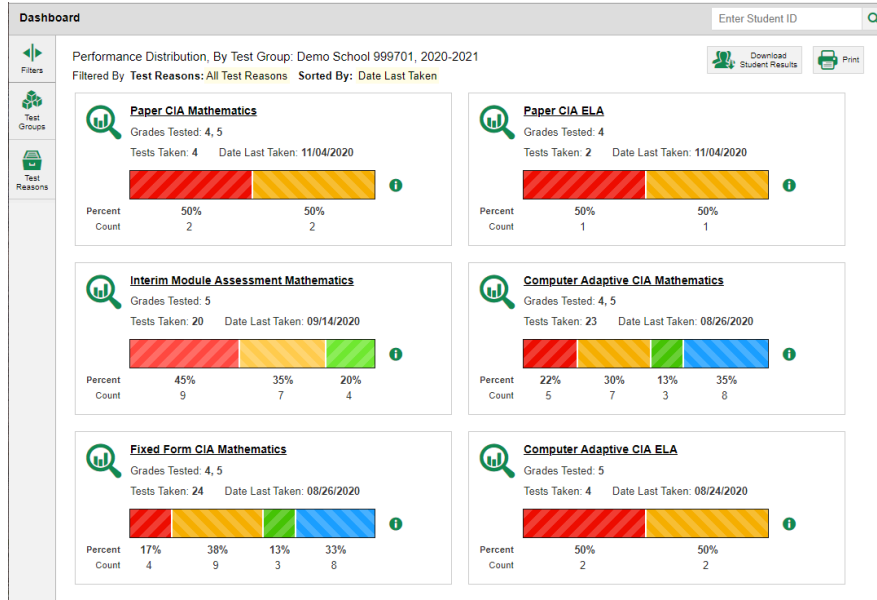 Dashboard
Enter Student ID
Filters
Test
Groups
Test
Reasons
Performance Distribution, By Test Group: Demo School 999701, 2020-2021
Filtered By Test Reasons: All Test Reasons Sorted By: Date Last Taken
Download
Student Results
Print
Paper CIA Mathematics
Grades Tested: 4, 5
Tests Taken: 4 Date Last Taken: 11/04/2020
Percent 50% 50%
Count 2 2
Paper CIA ELA
Grades Tested: 4
Tests Taken: 2 Date Last Taken: 11/04/2020
Percent 50% 50%
Count 1 1
Interim Module Assessment Mathematics
Grades Tested: 5
Tests Taken: 20 Date Last Taken: 09/14/2020
Percent 45% 35% 20%
Count 9 7 4
Computer Adaptive CIA Mathematics
Grades Tested: 4, 5
Tests Taken: 23 Date Last Taken: 08/26/2020
Percent 22% 30% 13% 35%
Count 5 7 3 8
Fixed Form CIA Mathematics
Grades Tested: 4, 5
Tests Taken: 24 Date Last Taken: 08/26/2020
Percent 17% 38% 13% 33%
Count 4 9 3 8
Computer Adaptive CIA ELA
Grades Tested: 5
Tests Taken: 4 Date Last Taken: 08/24/2020
Percent 50% 50%
Count 2 2